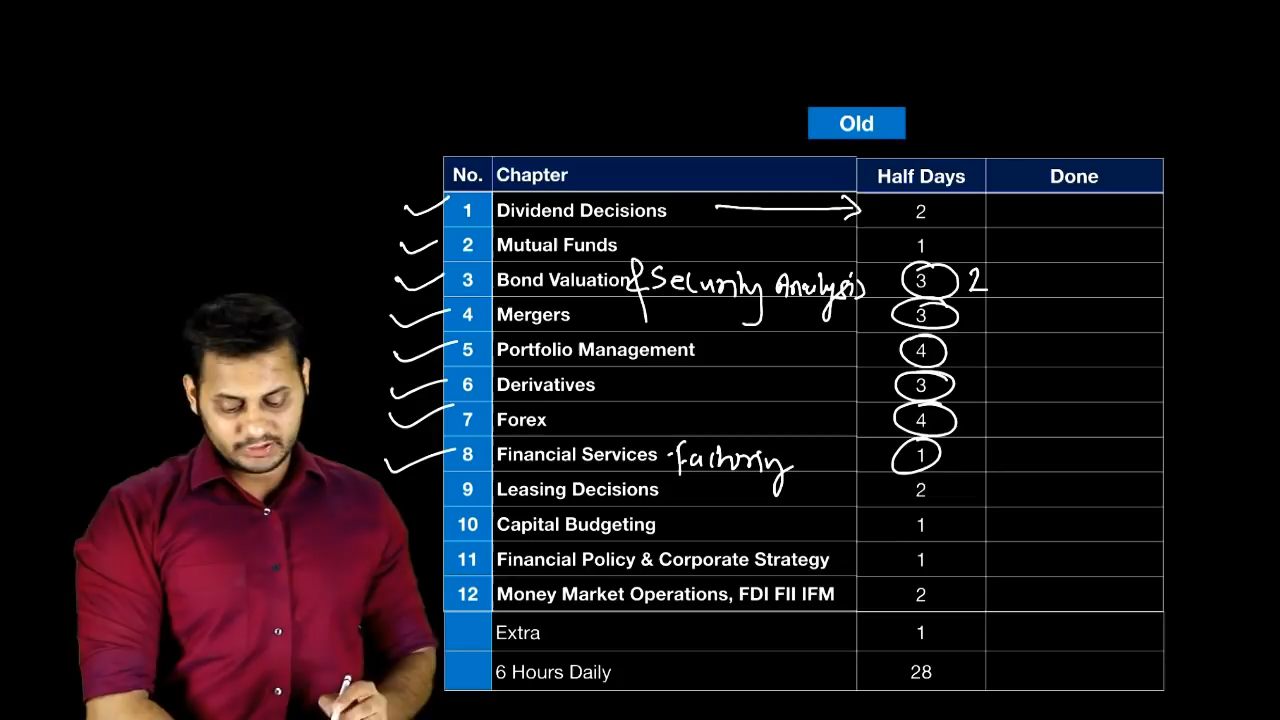 Old
No. Chapter Half Days Done
1 Dividend Decisions 2
2 Mutual Funds 1
3 Bond Valuation & Security Analysis 3 2
4 Mergers 3
5 Portfolio Management 4
6 Derivatives 3
7 Forex 4
8 Financial Services 1
9 Leasing Decisions 2
10 Capital Budgeting 1
11 Financial Policy & Corporate Strategy 1
12 Money Market Operations, FDI FII IFM 2
Extra 1
6 Hours Daily 28